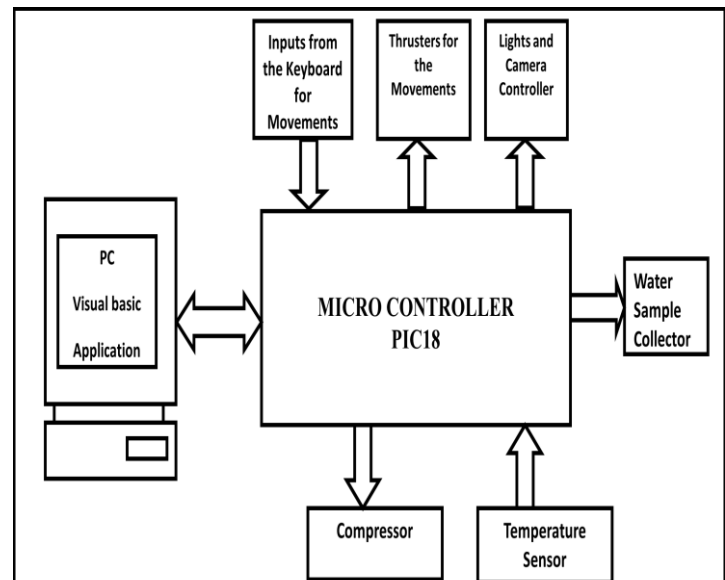 Inputs from
the Keyboard
for
Movements
Thrusters for
the
Movements
Lights and
Camera
Controller
PC
Visual basic
Application
MICRO CONTROLLER
PIC18
Water
Sample
Collector
Compressor
Temperature
Sensor